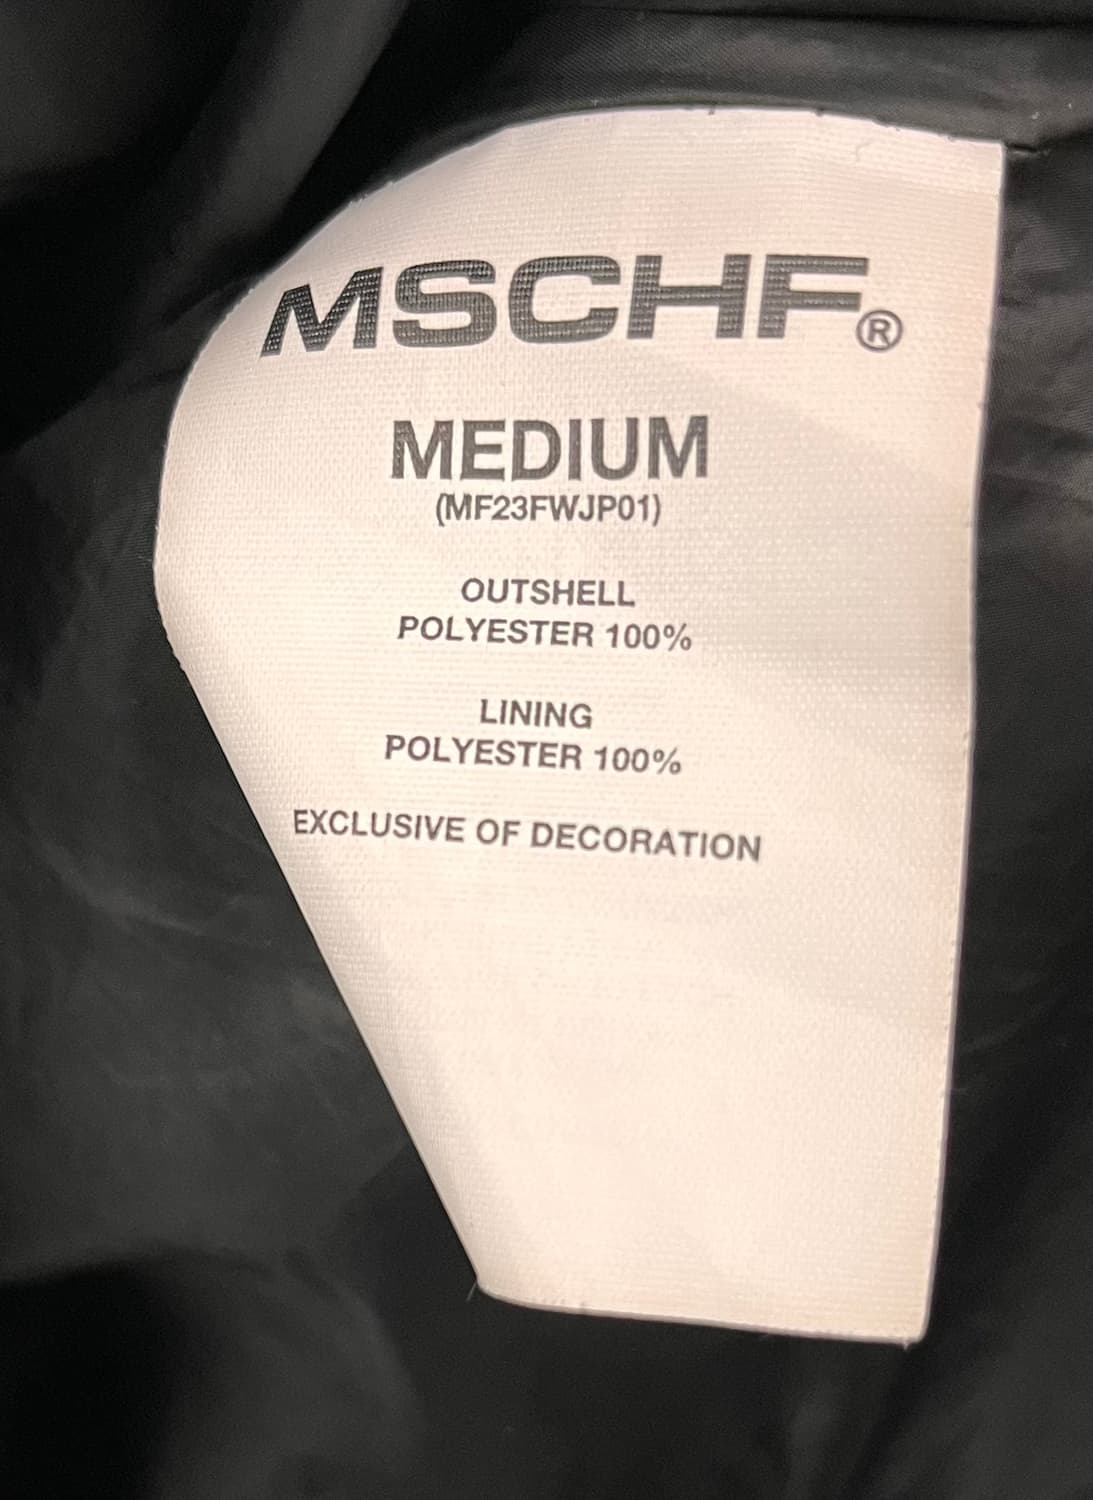 MSCHF®
MEDIUM
(MF23FWJP01)
OUTSHELL
POLYESTER 100%
LINING
POLYESTER 100%
EXCLUSIVE OF DECORATION